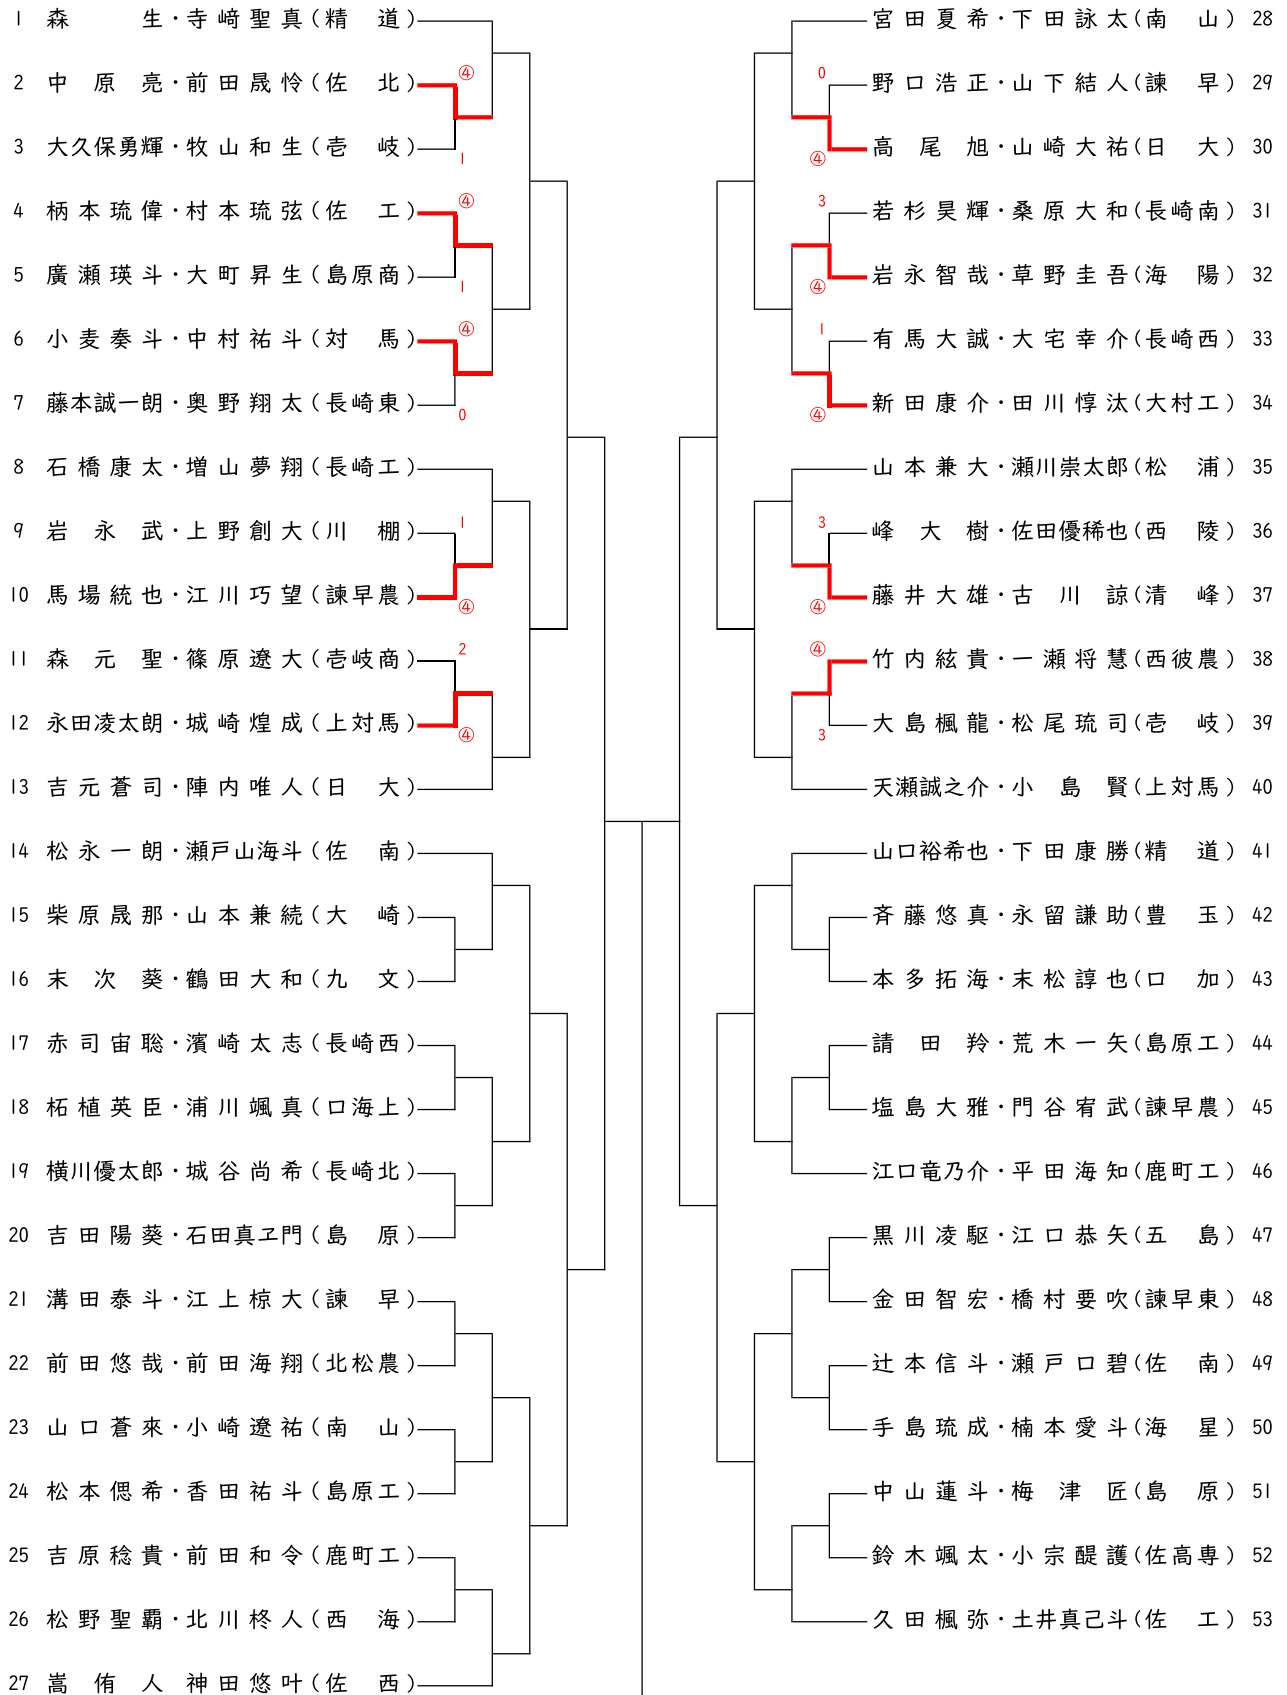 1 森 生・寺﨑聖真(精 道)
2 中原 亮・前田晟怜(佐 北)
④
3 大久保勇輝・牧山和生(壱 岐)
1
4 柄本琉偉・村本琉弦(佐 工)
④
5 廣瀬瑛斗・大町昇生(島原商)
1
6 小麦奏斗・中村祐斗(対 馬)
④
7 藤本誠一朗・奥野翔太(長崎東)
0
8 石橋康太・増山夢翔(長崎工)
9 岩永 武・上野創大(川 棚)
1
10 馬場統也・江川巧望(諫早農)
④
11 森元 聖・篠原遼大(壱岐商)
2
12 永田凌太朗・城崎煌成(上対馬)
④
13 吉元蒼司・陣内唯人(日 大)
14 松永一朗・瀬戸山海斗(佐 南)
15 柴原晟那・山本兼続(大 崎)
16 末次 葵・鶴田大和(九 文)
17 赤司宙聡・濱崎太志(長崎西)
18 柘植英臣・浦川颯真(口海上)
19 横川優太郎・城谷尚希(長崎北)
20 吉田陽葵・石田真ヱ門(島 原)
21 溝田泰斗・江上椋大(諫 早)
22 前田悠哉・前田海翔(北松農)
23 山口蒼來・小崎遼祐(南 山)
24 松本偲希・香田祐斗(島原工)
25 吉原稔貴・前田和令(鹿町工)
26 松野聖覇・北川柊人(西 海)
27 嵩 侑人 神田悠叶(佐 西)
宮田夏希・下田詠太(南 山) 28
0
野口浩正・山下結人(諫 早) 29
高尾 旭・山崎大祐(日 大) 30
④
3
若杉昊輝・桑原大和(長崎南) 31
岩永智哉・草野圭吾(海 陽) 32
④
1
有馬大誠・大宅幸介(長崎西) 33
新田康介・田川惇汰(大村工) 34
④
山本兼大・瀬川崇太郎(松 浦) 35
3
峰 大樹・佐田優稀也(西 陵) 36
藤井大雄・古川 諒(清 峰) 37
④
④
竹内絃貴・一瀬将慧(西彼農) 38
大島楓龍・松尾琉司(壱 岐) 39
3
天瀬誠之介・小島 賢(上対馬) 40
山口裕希也・下田康勝(精 道) 41
斉藤悠真・永留謙助(豊 玉) 42
本多拓海・末松諄也(口 加) 43
請田 羚・荒木一矢(島原工) 44
塩島大雅・門谷宥武(諫早農) 45
江口竜乃介・平田海知(鹿町工) 46
黒川凌駆・江口恭矢(五 島) 47
金田智宏・橋村要吹(諫早東) 48
辻本信斗・瀬戸口碧(佐 南) 49
手島琉成・楠本愛斗(海 星) 50
中山蓮斗・梅津 匠(島 原) 51
鈴木颯太・小宗醍護(佐高専) 52
久田楓弥・土井真己斗(佐 工) 53